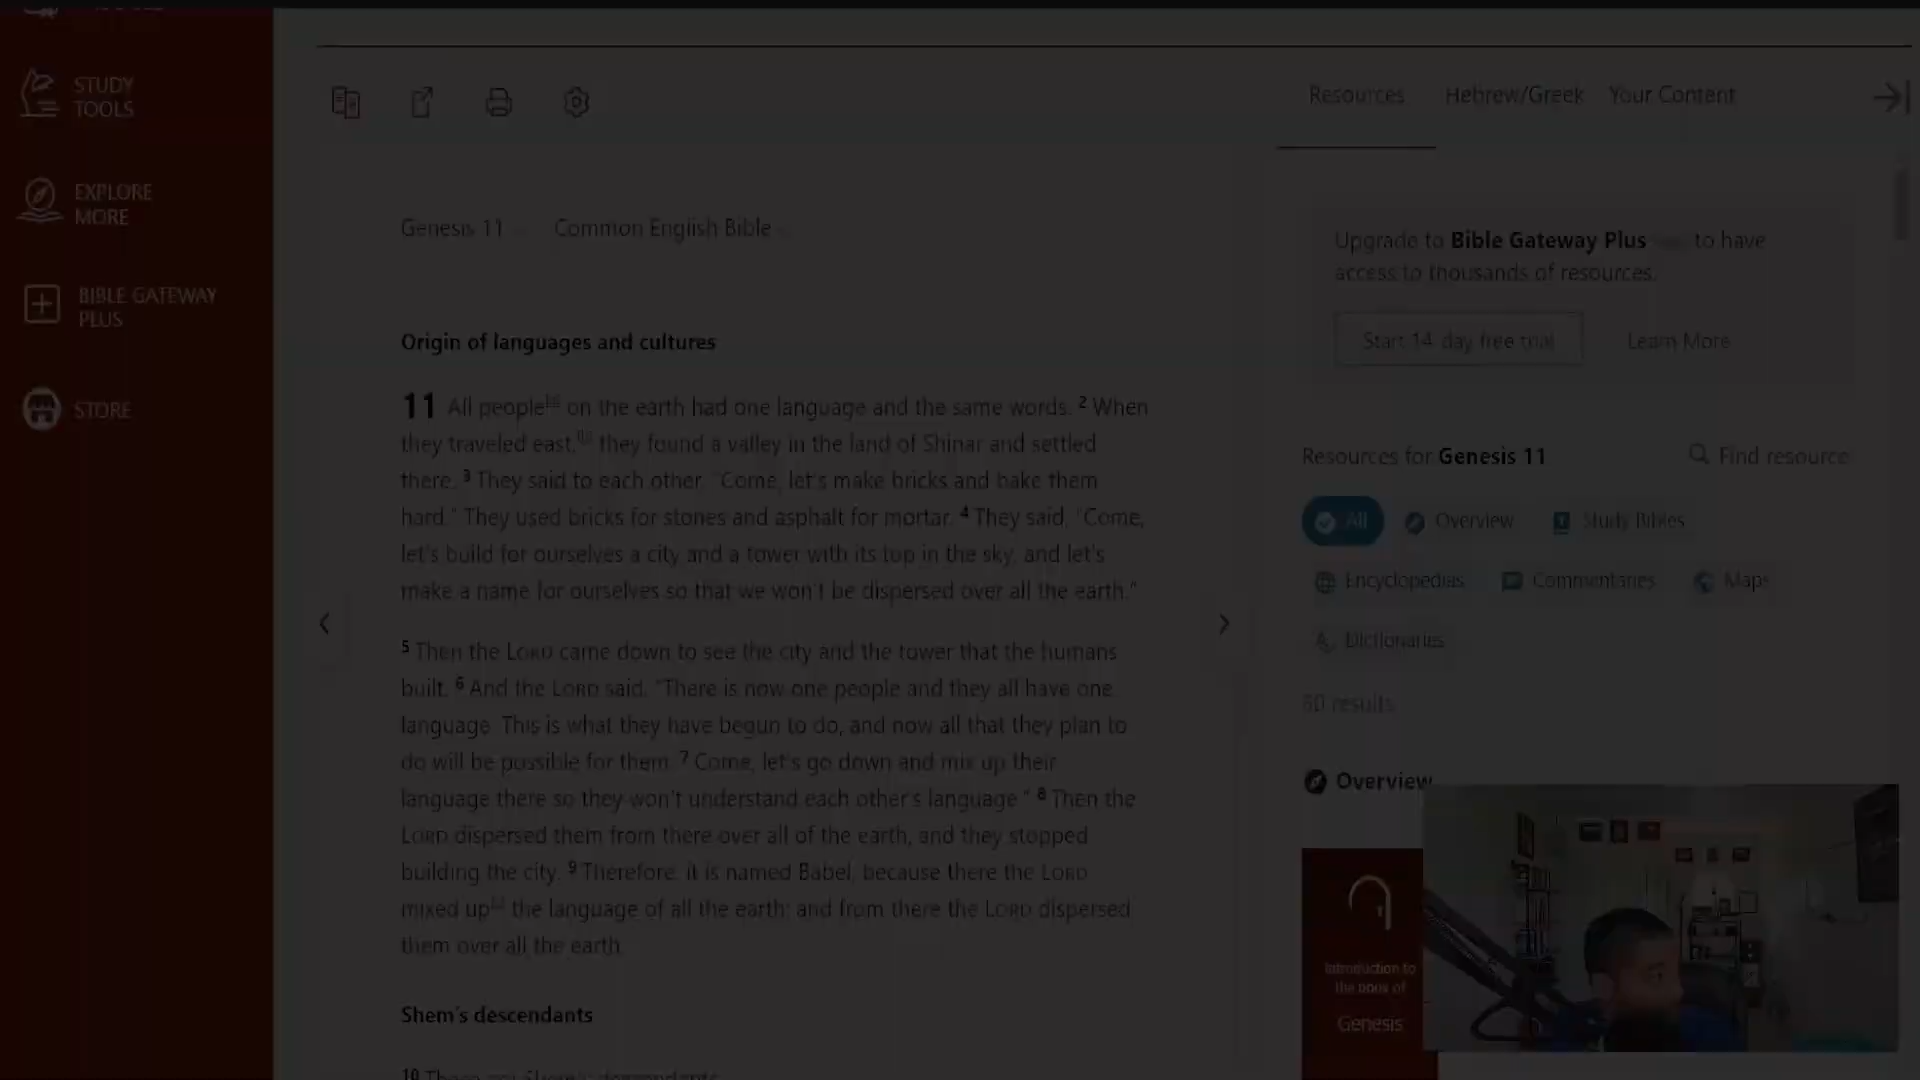 STUDY
TOOLS
EXPLORE
MORE
BIBLE GATEWAY
PLUS
STORE
Resources Hebrew/Greek Your Content
Genesis 11 Common English Bible
Origin of languages and cultures
11 All people on the earth had one language and the same words. 2 When
they traveled east, they found a valley in the land of Shinar and settled
there. 3 They said to each other, "Come, let's make bricks and bake them
hard." They used bricks for stones and asphalt for mortar. 4 They said, "Come,
let's build for ourselves a city and a tower with its top in the sky, and let's
make a name for ourselves so that we won't be dispersed over all the earth."
5 Then the LORD came down to see the city and the tower that the humans
built. 6 And the LORD said, "There is now one people and they all have one
language. This is what they have begun to do, and now all that they plan to
do will be possible for them. 7 Come, let's go down and mix up their
language there so they won't understand each other's language." 8 Then the
LORD dispersed them from there over all of the earth, and they stopped
building the city. 9 Therefore, it is named Babel, because there the LORD
mixed up the language of all the earth; and from there the LORD dispersed
them over all the earth.
Shem's descendants
10 These are Shem's descendants.
Upgrade to Bible Gateway Plus to have
access to thousands of resources.
Start 14-day free trial Learn More
Resources for Genesis 11 Find resource
All Overview Study Bibles
Encyclopedias Commentaries Maps
Dictionaries
results
Overview
Introduction to
the book of
Genesis